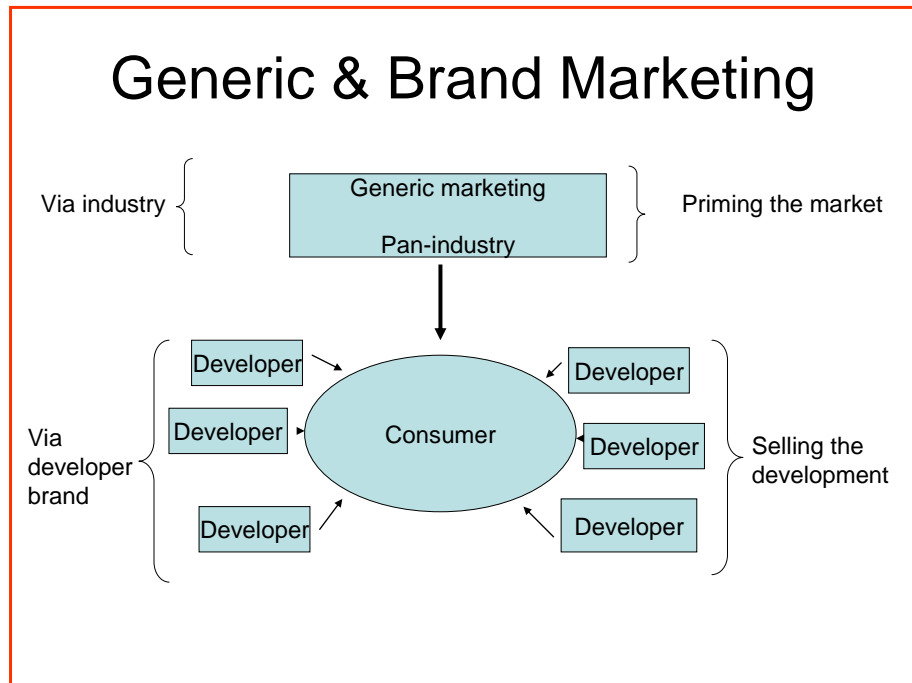 Generic & Brand Marketing
Via industry
Generic marketing
Pan-industry
Priming the market
Developer
Developer
Developer
Developer
Consumer
Developer
Developer
Via
developer
brand
Selling the
development